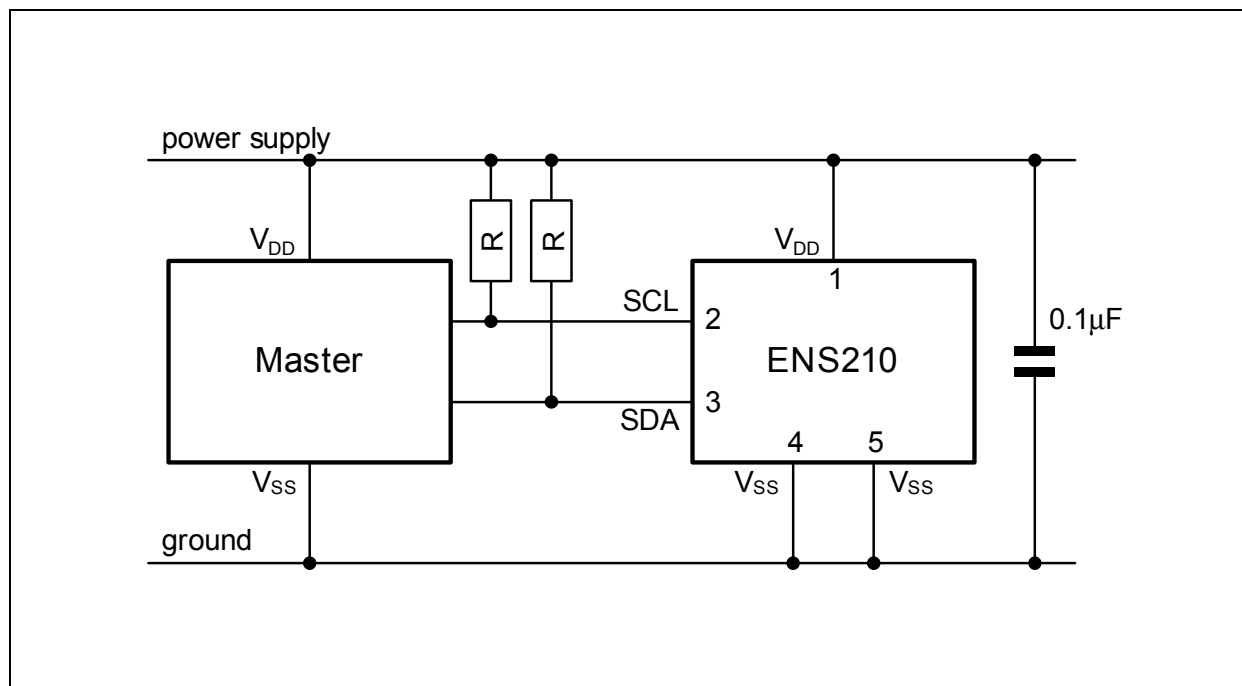 power supply
V_DD
R
R
V_DD
1
SCL
2
0.1μF
Master
ENS210
SDA
3
4
5
V_SS
V_SS
V_SS
ground